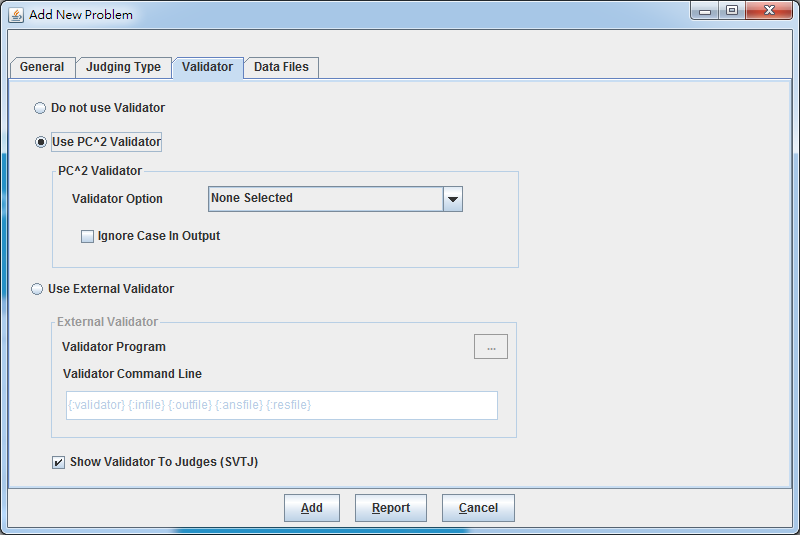 Add New Problem
General Judging Type Validator Data Files
Do not use Validator
Use PC^2 Validator
PC^2 Validator
Validator Option None Selected
Ignore Case In Output
Use External Validator
External Validator
Validator Program ...
Validator Command Line
{:validator} {:infile} {:outfile} {:ansfile} {:resfile}
Show Validator To Judges (SVTJ)
Add Report Cancel